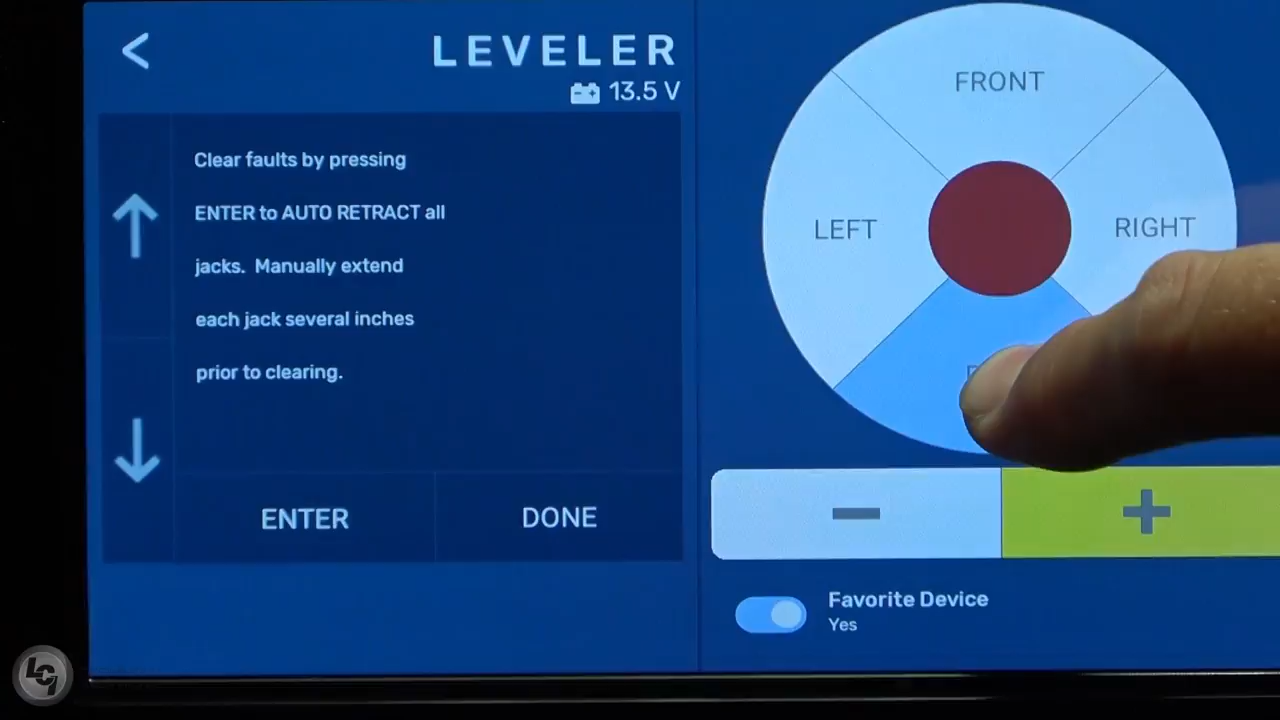 LEVELER
13.5 V
Clear faults by pressing
ENTER to AUTO RETRACT all
jacks. Manually extend
each jack several inches
prior to clearing.
ENTER
DONE
FRONT
LEFT
RIGHT
Favorite Device
Yes
LCI